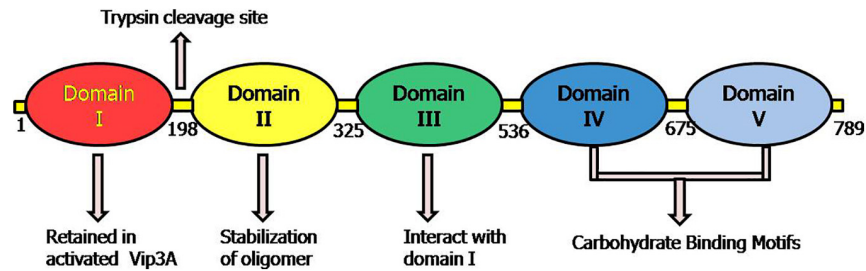 Trypsin cleavage site
Domain
I
Domain
II
Domain
III
Domain
IV
Domain
V
1
198
325
536
675
789
Retained in
activated Vip3A
Stabilization
of oligomer
Interact with
domain I
Carbohydrate Binding Motifs